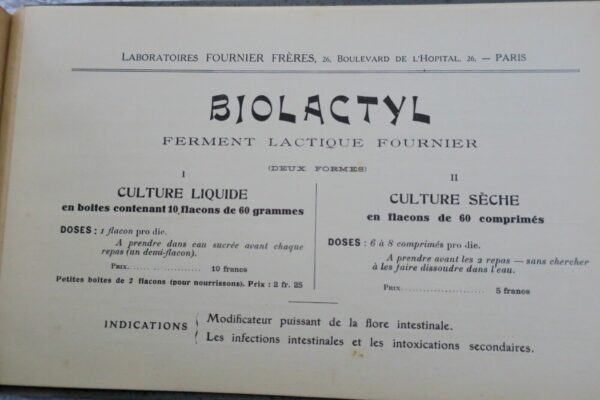 LABORATOIRES FOURNIER FRÈRES, 26, BOULEVARD DE L'HOPITAL, 26. — PARIS
BIOLACTYL
FERMENT LACTIQUE FOURNIER
(DEUX FORMES)
I
CULTURE LIQUIDE
en boites contenant 10 flacons de 60 grammes
DOSES : 1 flacon pro die.
A prendre dans eau sucrée avant chaque
repas (un demi-flacon).
PRIX......... 10 francs
Petites boites de 2 flacons (pour nourrissons). Prix : 2 fr. 25
II
CULTURE SÈCHE
en flacons de 60 comprimés
DOSES : 6 à 8 comprimés pro die.
A prendre avant les 2 repas — sans chercher
à les faire dissoudre dans l'eau.
PRIX......... 5 francs
INDICATIONS { Modificateur puissant de la flore intestinale.
Les infections intestinales et les intoxications secondaires.